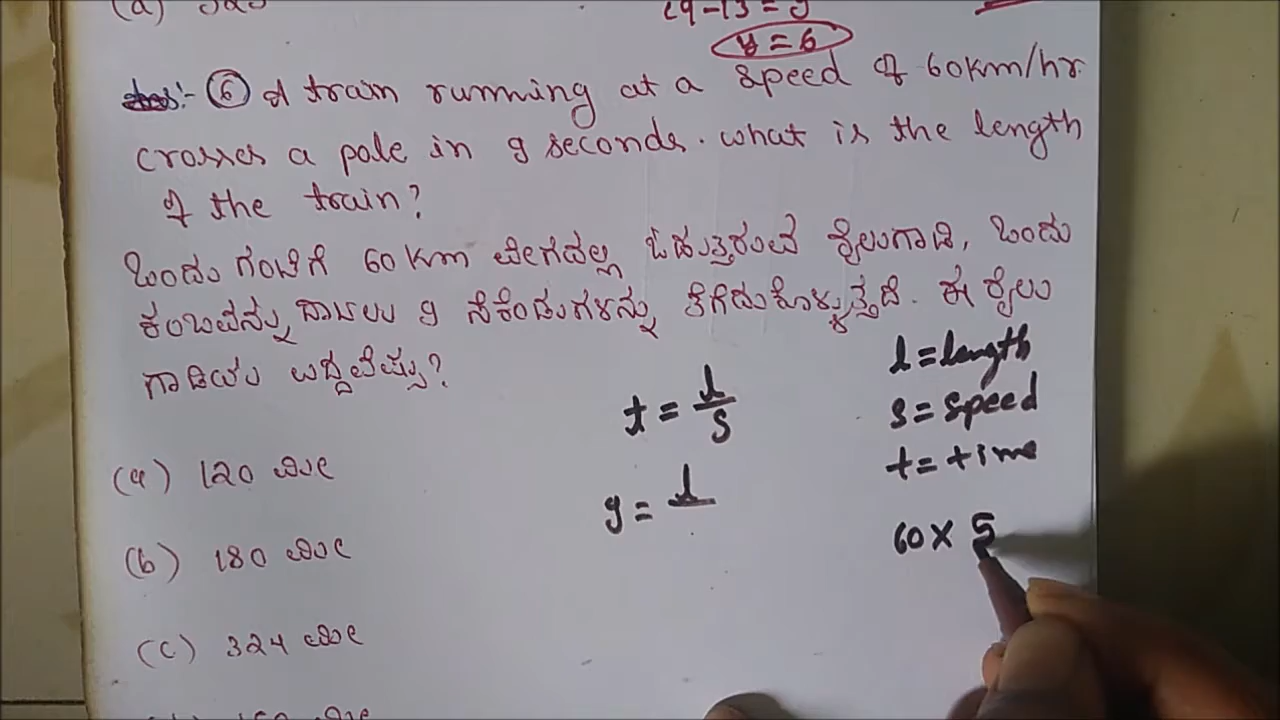 y = 6
⑥ A train running at a speed of 60km/hr.
crosses a pole in 9 seconds. what is the length
of the train?
ಒಂದು ಗಂಟೆಗೆ 60 Km ವೇಗದಲ್ಲಿ ಓಡುತ್ತಿರುವ ರೈಲುಗಾಡಿ, ಒಂದು
ಕಂಬವನ್ನು ದಾಟಲು 9 ಸೆಕೆಂಡುಗಳನ್ನು ತೆಗೆದುಕೊಳ್ಳುತ್ತದೆ. ಈ ರೈಲು
ಗಾಡಿಯ ಉದ್ದವೆಷ್ಟು?
l = length
t = l/s
s = speed
t = time
(a) 120 ಮೀ
9 = l
60 × 5
(b) 180 ಮೀ
(c) 324 ಮೀ